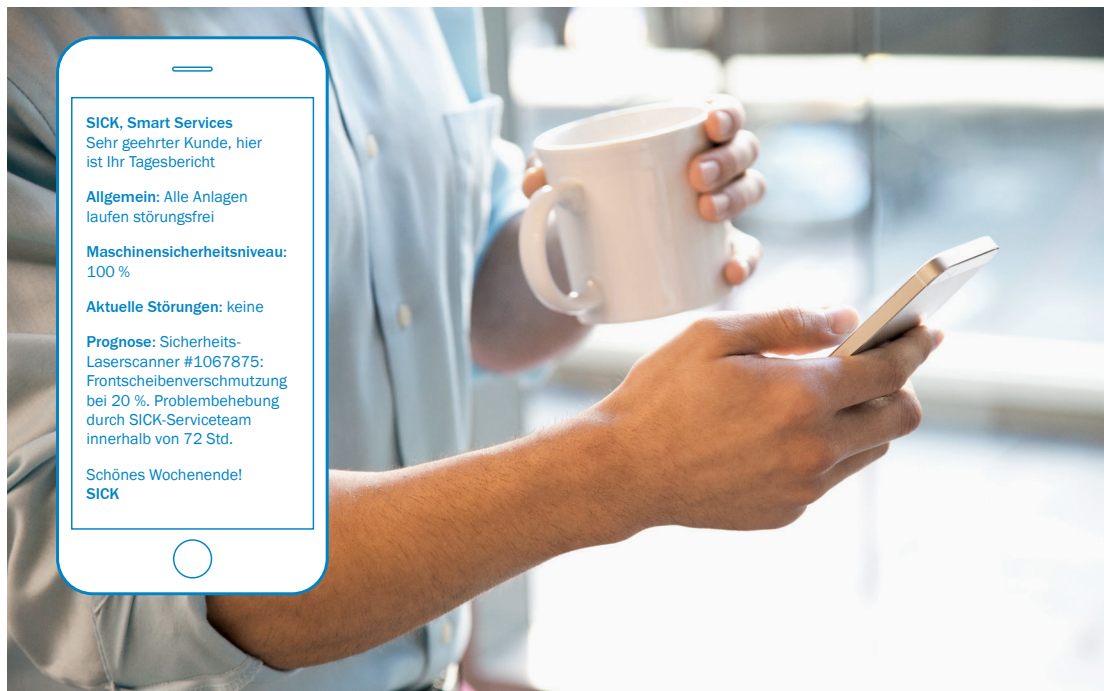 SICK, Smart Services
Sehr geehrter Kunde, hier
ist Ihr Tagesbericht
Allgemein: Alle Anlagen
laufen störungsfrei
Maschinensicherheitsniveau:
100 %
Aktuelle Störungen: keine
Prognose: Sicherheits-
Laserscanner #1067875:
Frontscheibenverschmutzung
bei 20 %. Problembehebung
durch SICK-Serviceteam
innerhalb von 72 Std.
Schönes Wochenende!
SICK